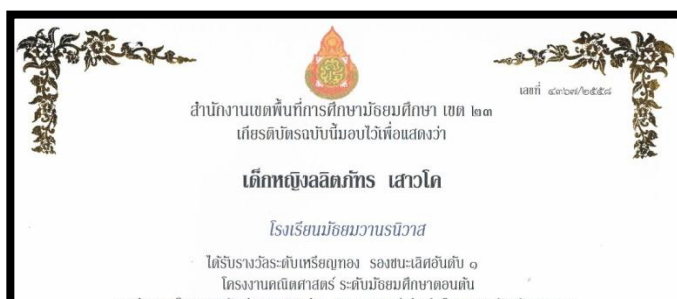 เลขที่ ๔๓๖๗/๒๕๕๘
สำนักงานเขตพื้นที่การศึกษามัธยมศึกษา เขต ๒๓
เกียรติบัตรฉบับนี้มอบไว้เพื่อแสดงว่า
เด็กหญิงลลิตภัทร เสาวโค
โรงเรียนมัธยมวานรนิวาส
ได้รับรางวัลระดับเหรียญทอง รองชนะเลิศอันดับ ๑
โครงงานคณิตศาสตร์ ระดับมัธยมศึกษาตอนต้น